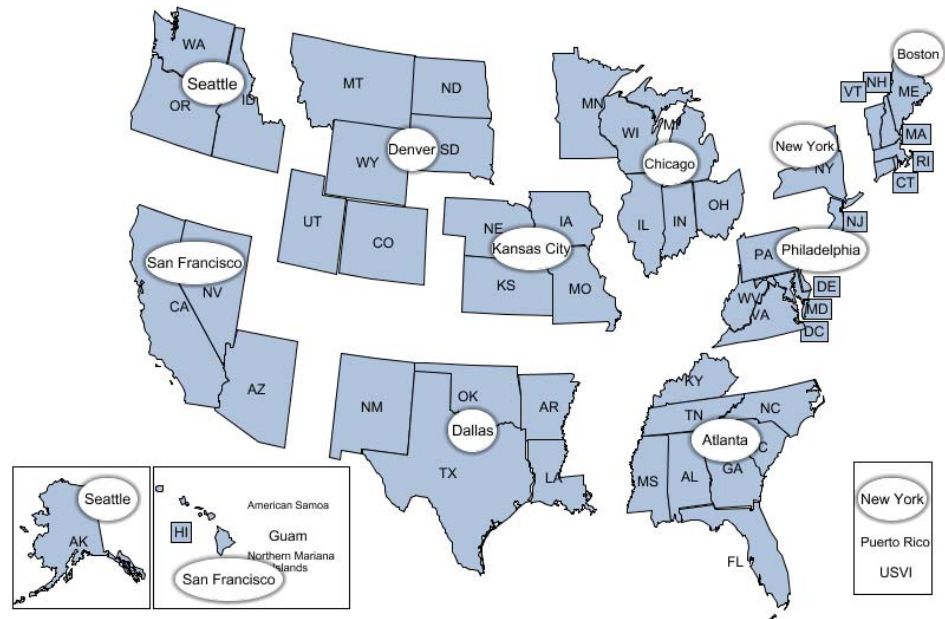 Boston
WA
Seattle
OR
ID
MT
ND
WY
Denver
SD
UT
CO
MN
WI
MI
Chicago
IL
IN
OH
VT
NH
ME
MA
RI
CT
New York
NY
NJ
PA
Philadelphia
DE
MD
DC
WV
VA
San Francisco
CA
NV
AZ
NE
IA
Kansas City
KS
MO
NM
OK
AR
Dallas
TX
LA
KY
TN
NC
Atlanta
C
MS
AL
GA
FL
Seattle
AK
American Samoa
HI
Guam
Northern Mariana
Islands
San Francisco
New York
Puerto Rico
USVI